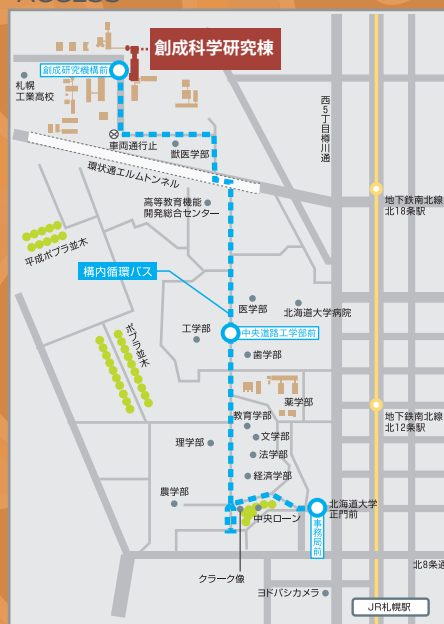 ACCESS
創成科学研究棟
創成研究機構前
札幌
工業高校
車両通行止
獣医学部
環状通エルムトンネル
西5丁目樽川通
高等教育機能
開発総合センター
地下鉄南北線
北18条駅
平成ポプラ並木
構内循環バス
医学部
北海道大学病院
ポプラ並木
工学部
中央道路工学部前
歯学部
薬学部
教育学部
地下鉄南北線
北12条駅
文学部
理学部
法学部
経済学部
農学部
中央ローン
北海道大学
正門前
事務局前
北8条通
クラーク像
ヨドバシカメラ
JR札幌駅